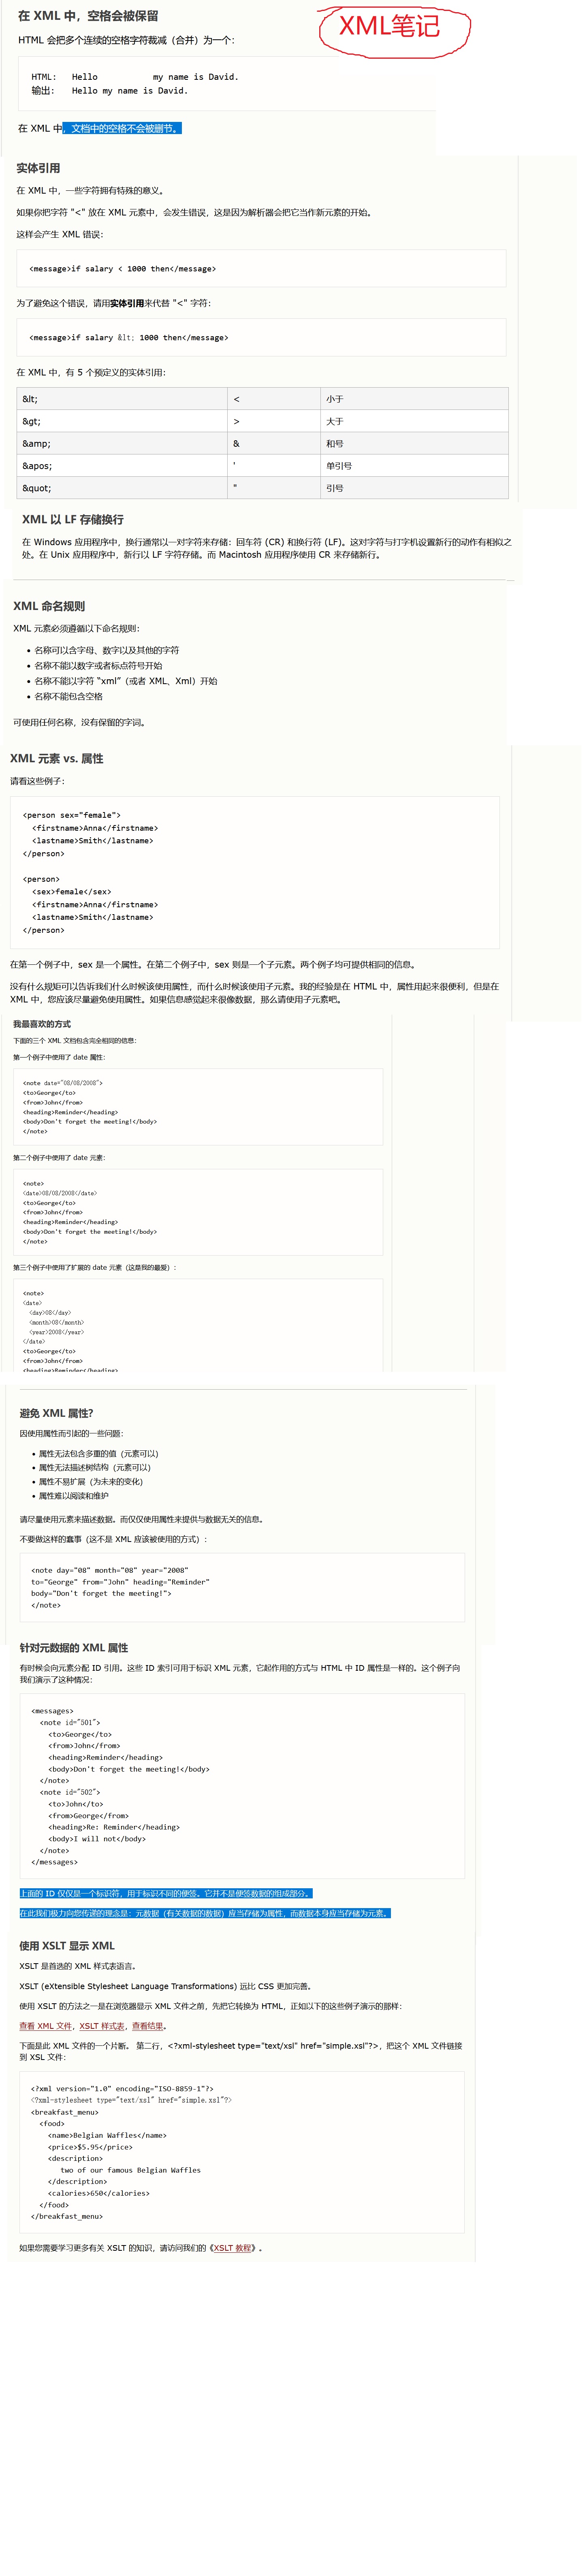 在 XML 中，空格会被保留
XML笔记
HTML 会把多个连续的空格字符裁减（合并）为一个：
HTML:   Hello           my name is David.
输出:   Hello my name is David.
在 XML 中，文档中的空格不会被删节。
实体引用
在 XML 中，一些字符拥有特殊的意义。
如果你把字符 "<" 放在 XML 元素中，会发生错误，这是因为解析器会把它当作新元素的开始。
这样会产生 XML 错误：
<message>if salary < 1000 then</message>
为了避免这个错误，请用实体引用来代替 "<" 字符：
<message>if salary &lt; 1000 then</message>
在 XML 中，有 5 个预定义的实体引用：
&lt; < 小于
&gt; > 大于
&amp; & 和号
&apos; ' 单引号
&quot; " 引号
XML 以 LF 存储换行
在 Windows 应用程序中，换行通常以一对字符来存储：回车符 (CR) 和换行符 (LF)。这对字符与打字机设置新行的动作有相似之
处。在 Unix 应用程序中，新行以 LF 字符存储。而 Macintosh 应用程序使用 CR 来存储新行。
XML 命名规则
XML 元素必须遵循以下命名规则：
• 名称可以含字母、数字以及其他的字符
• 名称不能以数字或者标点符号开始
• 名称不能以字符 “xml”（或者 XML、Xml）开始
• 名称不能包含空格
可使用任何名称，没有保留的字词。
XML 元素 vs. 属性
请看这些例子：
<person sex="female">
  <firstname>Anna</firstname>
  <lastname>Smith</lastname>
</person>
<person>
  <sex>female</sex>
  <firstname>Anna</firstname>
  <lastname>Smith</lastname>
</person>
在第一个例子中，sex 是一个属性。在第二个例子中，sex 则是一个子元素。两个例子均可提供相同的信息。
没有什么规矩可以告诉我们什么时候该使用属性，而什么时候该使用子元素。我的经验是在 HTML 中，属性用起来很便利，但是在
XML 中，您应该尽量避免使用属性。如果信息感觉起来很像数据，那么请使用子元素吧。
我最喜欢的方式
下面的三个 XML 文档包含完全相同的信息：
第一个例子中使用了 date 属性：
<note date="08/08/2008">
<to>George</to>
<from>John</from>
<heading>Reminder</heading>
<body>Don't forget the meeting!</body>
</note>
第二个例子中使用了 date 元素：
<note>
<date>08/08/2008</date>
<to>George</to>
<from>John</from>
<heading>Reminder</heading>
<body>Don't forget the meeting!</body>
</note>
第三个例子中使用了扩展的 date 元素（这是我的最爱）：
<note>
<date>
  <day>08</day>
  <month>08</month>
  <year>2008</year>
</date>
<to>George</to>
<from>John</from>
<heading>Reminder</heading>
避免 XML 属性?
因使用属性而引起的一些问题：
• 属性无法包含多重的值（元素可以）
• 属性无法描述树结构（元素可以）
• 属性不易扩展（为未来的变化）
• 属性难以阅读和维护
请尽量使用元素来描述数据。而仅仅使用属性来提供与数据无关的信息。
不要做这样的蠢事（这不是 XML 应该被使用的方式）：
<note day="08" month="08" year="2008"
to="George" from="John" heading="Reminder"
body="Don't forget the meeting!">
</note>
针对元数据的 XML 属性
有时候会向元素分配 ID 引用。这些 ID 索引可用于标识 XML 元素，它起作用的方式与 HTML 中 ID 属性是一样的。这个例子向
我们演示了这种情况：
<messages>
  <note id="501">
    <to>George</to>
    <from>John</from>
    <heading>Reminder</heading>
    <body>Don't forget the meeting!</body>
  </note>
  <note id="502">
    <to>John</to>
    <from>George</from>
    <heading>Re: Reminder</heading>
    <body>I will not</body>
  </note>
</messages>
上面的 ID 仅仅是一个标识符，用于标识不同的便签。它并不是便签数据的组成部分。
在此我们极力向您传递的理念是：元数据（有关数据的数据）应当存储为属性，而数据本身应当存储为元素。
使用 XSLT 显示 XML
XSLT 是首选的 XML 样式表语言。
XSLT (eXtensible Stylesheet Language Transformations) 远比 CSS 更加完善。
使用 XSLT 的方法之一是在浏览器显示 XML 文件之前，先把它转换为 HTML，正如以下的这些例子演示的那样：
查看 XML 文件，XSLT 样式表，查看结果。
下面是此 XML 文件的一个片断。 第二行，<?xml-stylesheet type="text/xsl" href="simple.xsl"?>，把这个 XML 文件链接
到 XSL 文件：
<?xml version="1.0" encoding="ISO-8859-1"?>
<?xml-stylesheet type="text/xsl" href="simple.xsl"?>
<breakfast_menu>
  <food>
    <name>Belgian Waffles</name>
    <price>$5.95</price>
    <description>
       two of our famous Belgian Waffles
    </description>
    <calories>650</calories>
  </food>
</breakfast_menu>
如果您需要学习更多有关 XSLT 的知识，请访问我们的《XSLT 教程》。